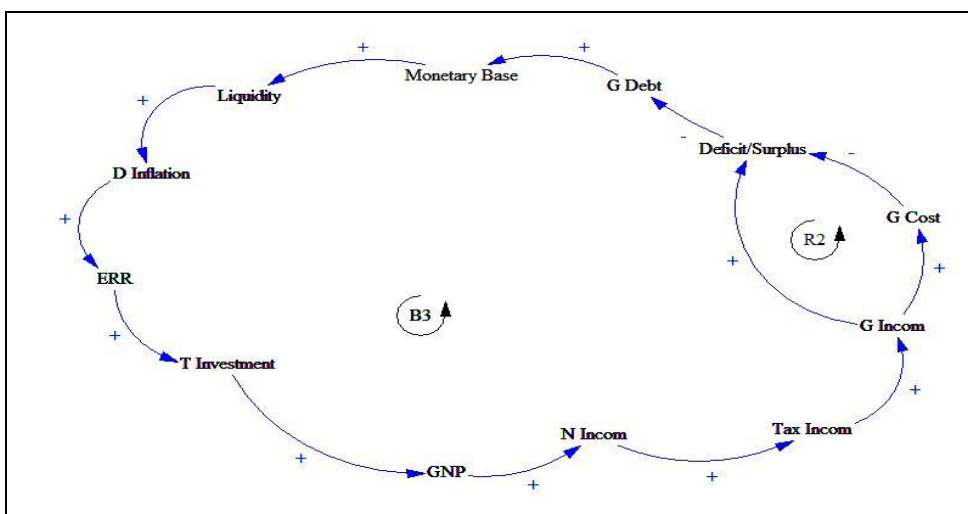 +
+
Monetary Base
G Debt
Liquidity
+
-
Deficit/Surplus
-
D Inflation
+
G Cost
R2
+
+
ERR
B3
G Incom
+
T Investment
+
Tax Incom
N Incom
+
GNP
+
+